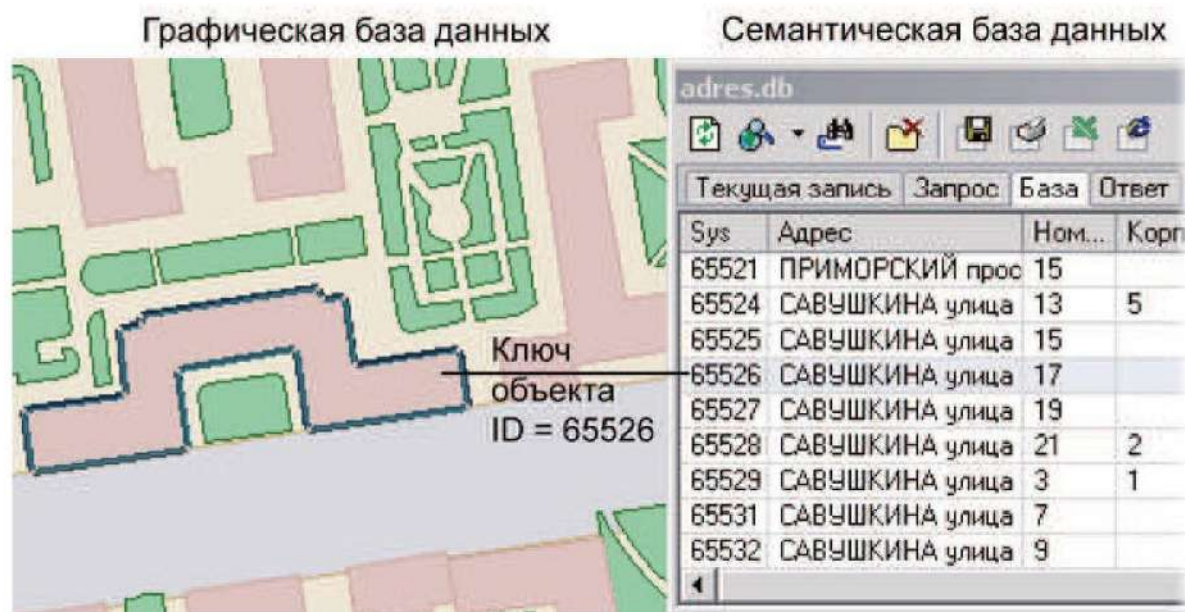 Графическая база данных
Семантическая база данных
adres.db
Текущая запись Запрос База Ответ
Sys Адрес Ном... Корп
65521 ПРИМОРСКИЙ прос 15
65524 САВУШКИНА улица 13 5
65525 САВУШКИНА улица 15
65526 САВУШКИНА улица 17
65527 САВУШКИНА улица 19
65528 САВУШКИНА улица 21 2
65529 САВУШКИНА улица 3 1
65531 САВУШКИНА улица 7
65532 САВУШКИНА улица 9
Ключ
объекта
ID = 65526